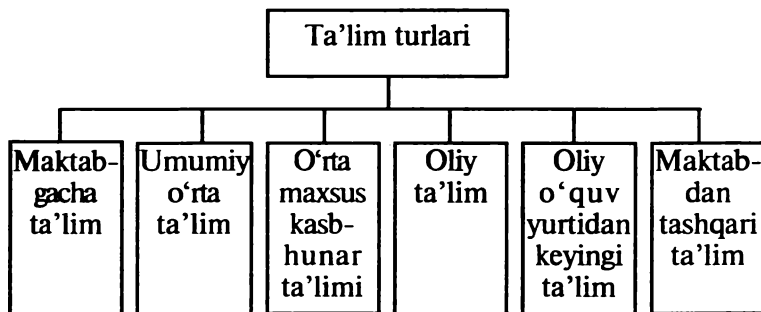 Ta’lim turlari
Maktab-
gacha
ta’lim
Umumiy
o‘rta
ta’lim
O‘rta
maxsus
kasb-
hunar
ta’limi
Oliy
ta’lim
Oliy
o‘quv
yurtidan
keyingi
ta’lim
Maktab-
dan
tashqari
ta’lim